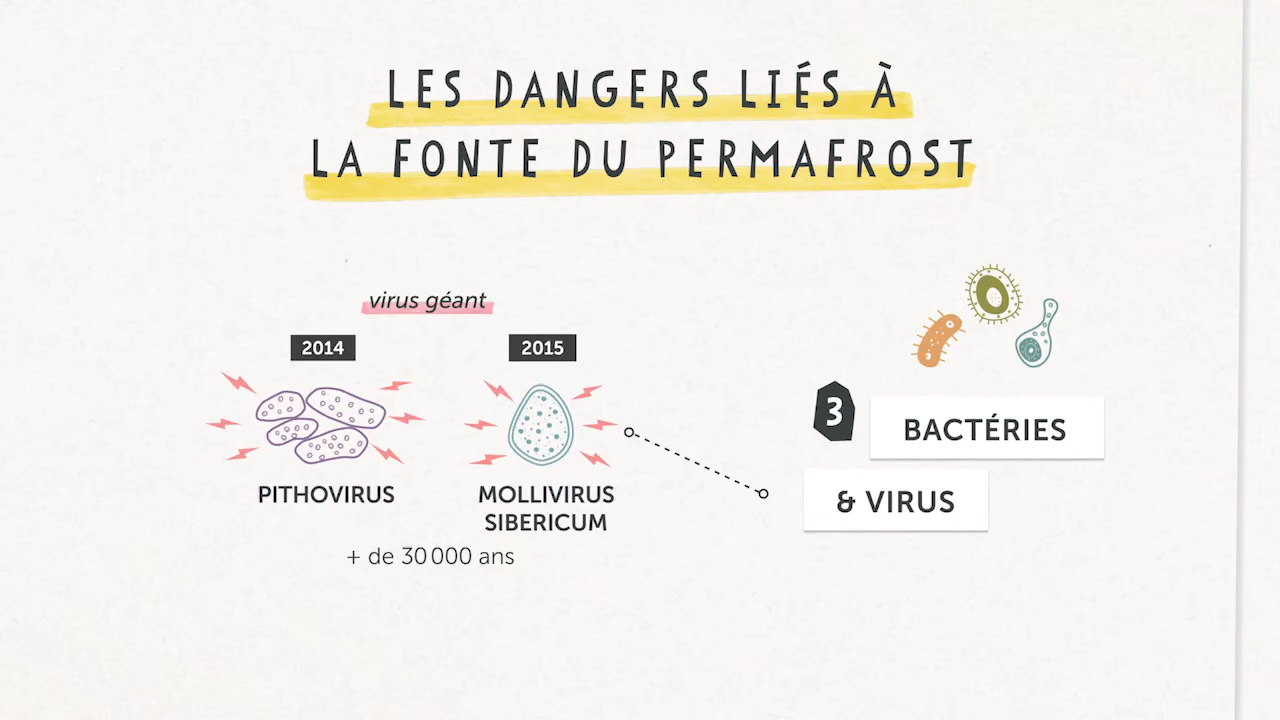 LES DANGERS LIÉS À
LA FONTE DU PERMAFROST
virus géant
2014
2015
PITHOVIRUS
MOLLIVIRUS
SIBERICUM
+ de 30 000 ans
3
BACTÉRIES
& VIRUS